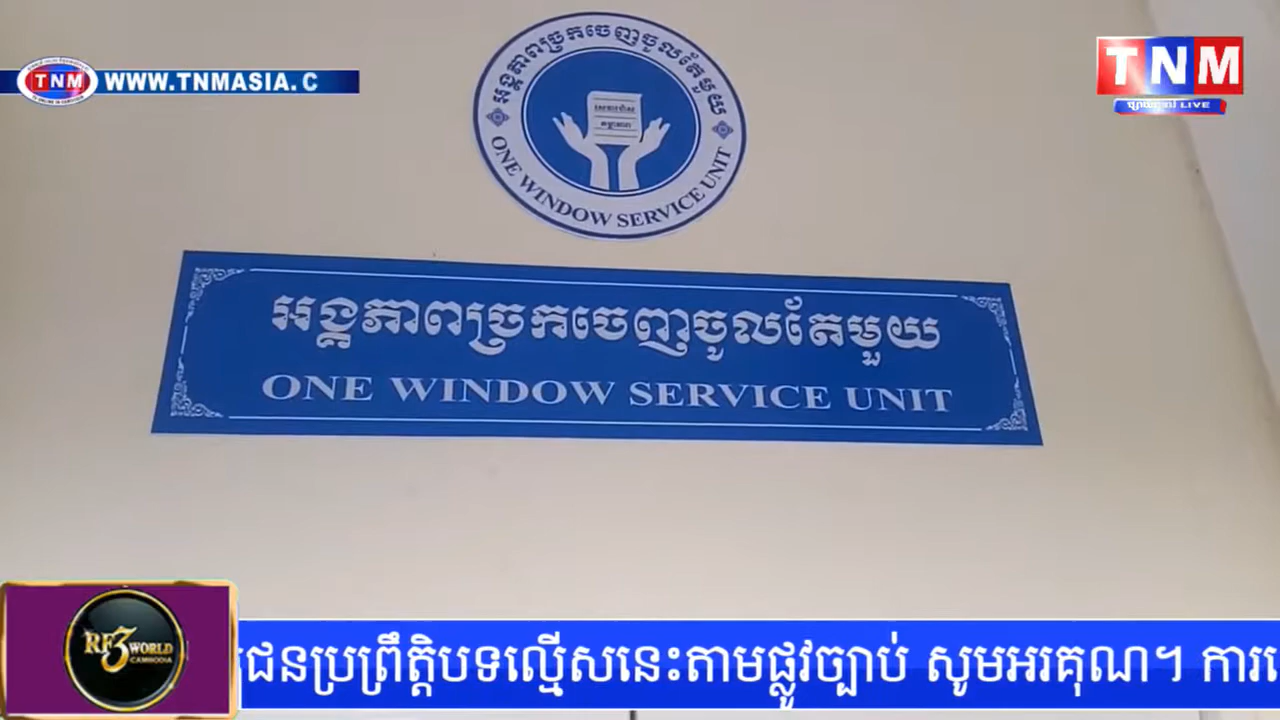 អង្គភាពច្រកចេញចូលតែមួយ
ONE WINDOW SERVICE UNIT
TNM
WWW.TNMASIA.C
TNM
LIVE
អង្គភាពច្រកចេញចូលតែមួយ
ONE WINDOW SERVICE UNIT
RF3 WORLD
CAMBODIA
ជនប្រព្រឹត្តិបទល្មើសនេះតាមផ្លូវច្បាប់ សូមអរគុណ។ ការ